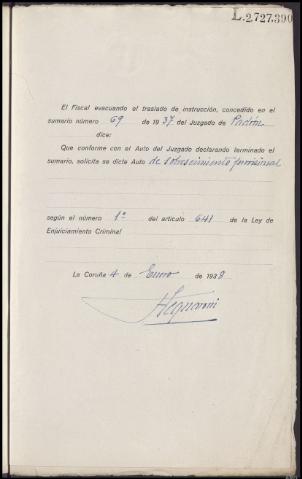 L.2.727.390
El Fiscal evacuando el traslado de instrucción, concedido en el
sumario número 69 de 1937 del Juzgado de Padrón
dice:
Que conforme con el Auto del Juzgado declarando terminado el
sumario, solicita se dicte Auto de sobreseimiento provisional
según el número 1º del artículo 641 de la Ley de
Enjuiciamiento Criminal
La Coruña 4 de Enero de 1938